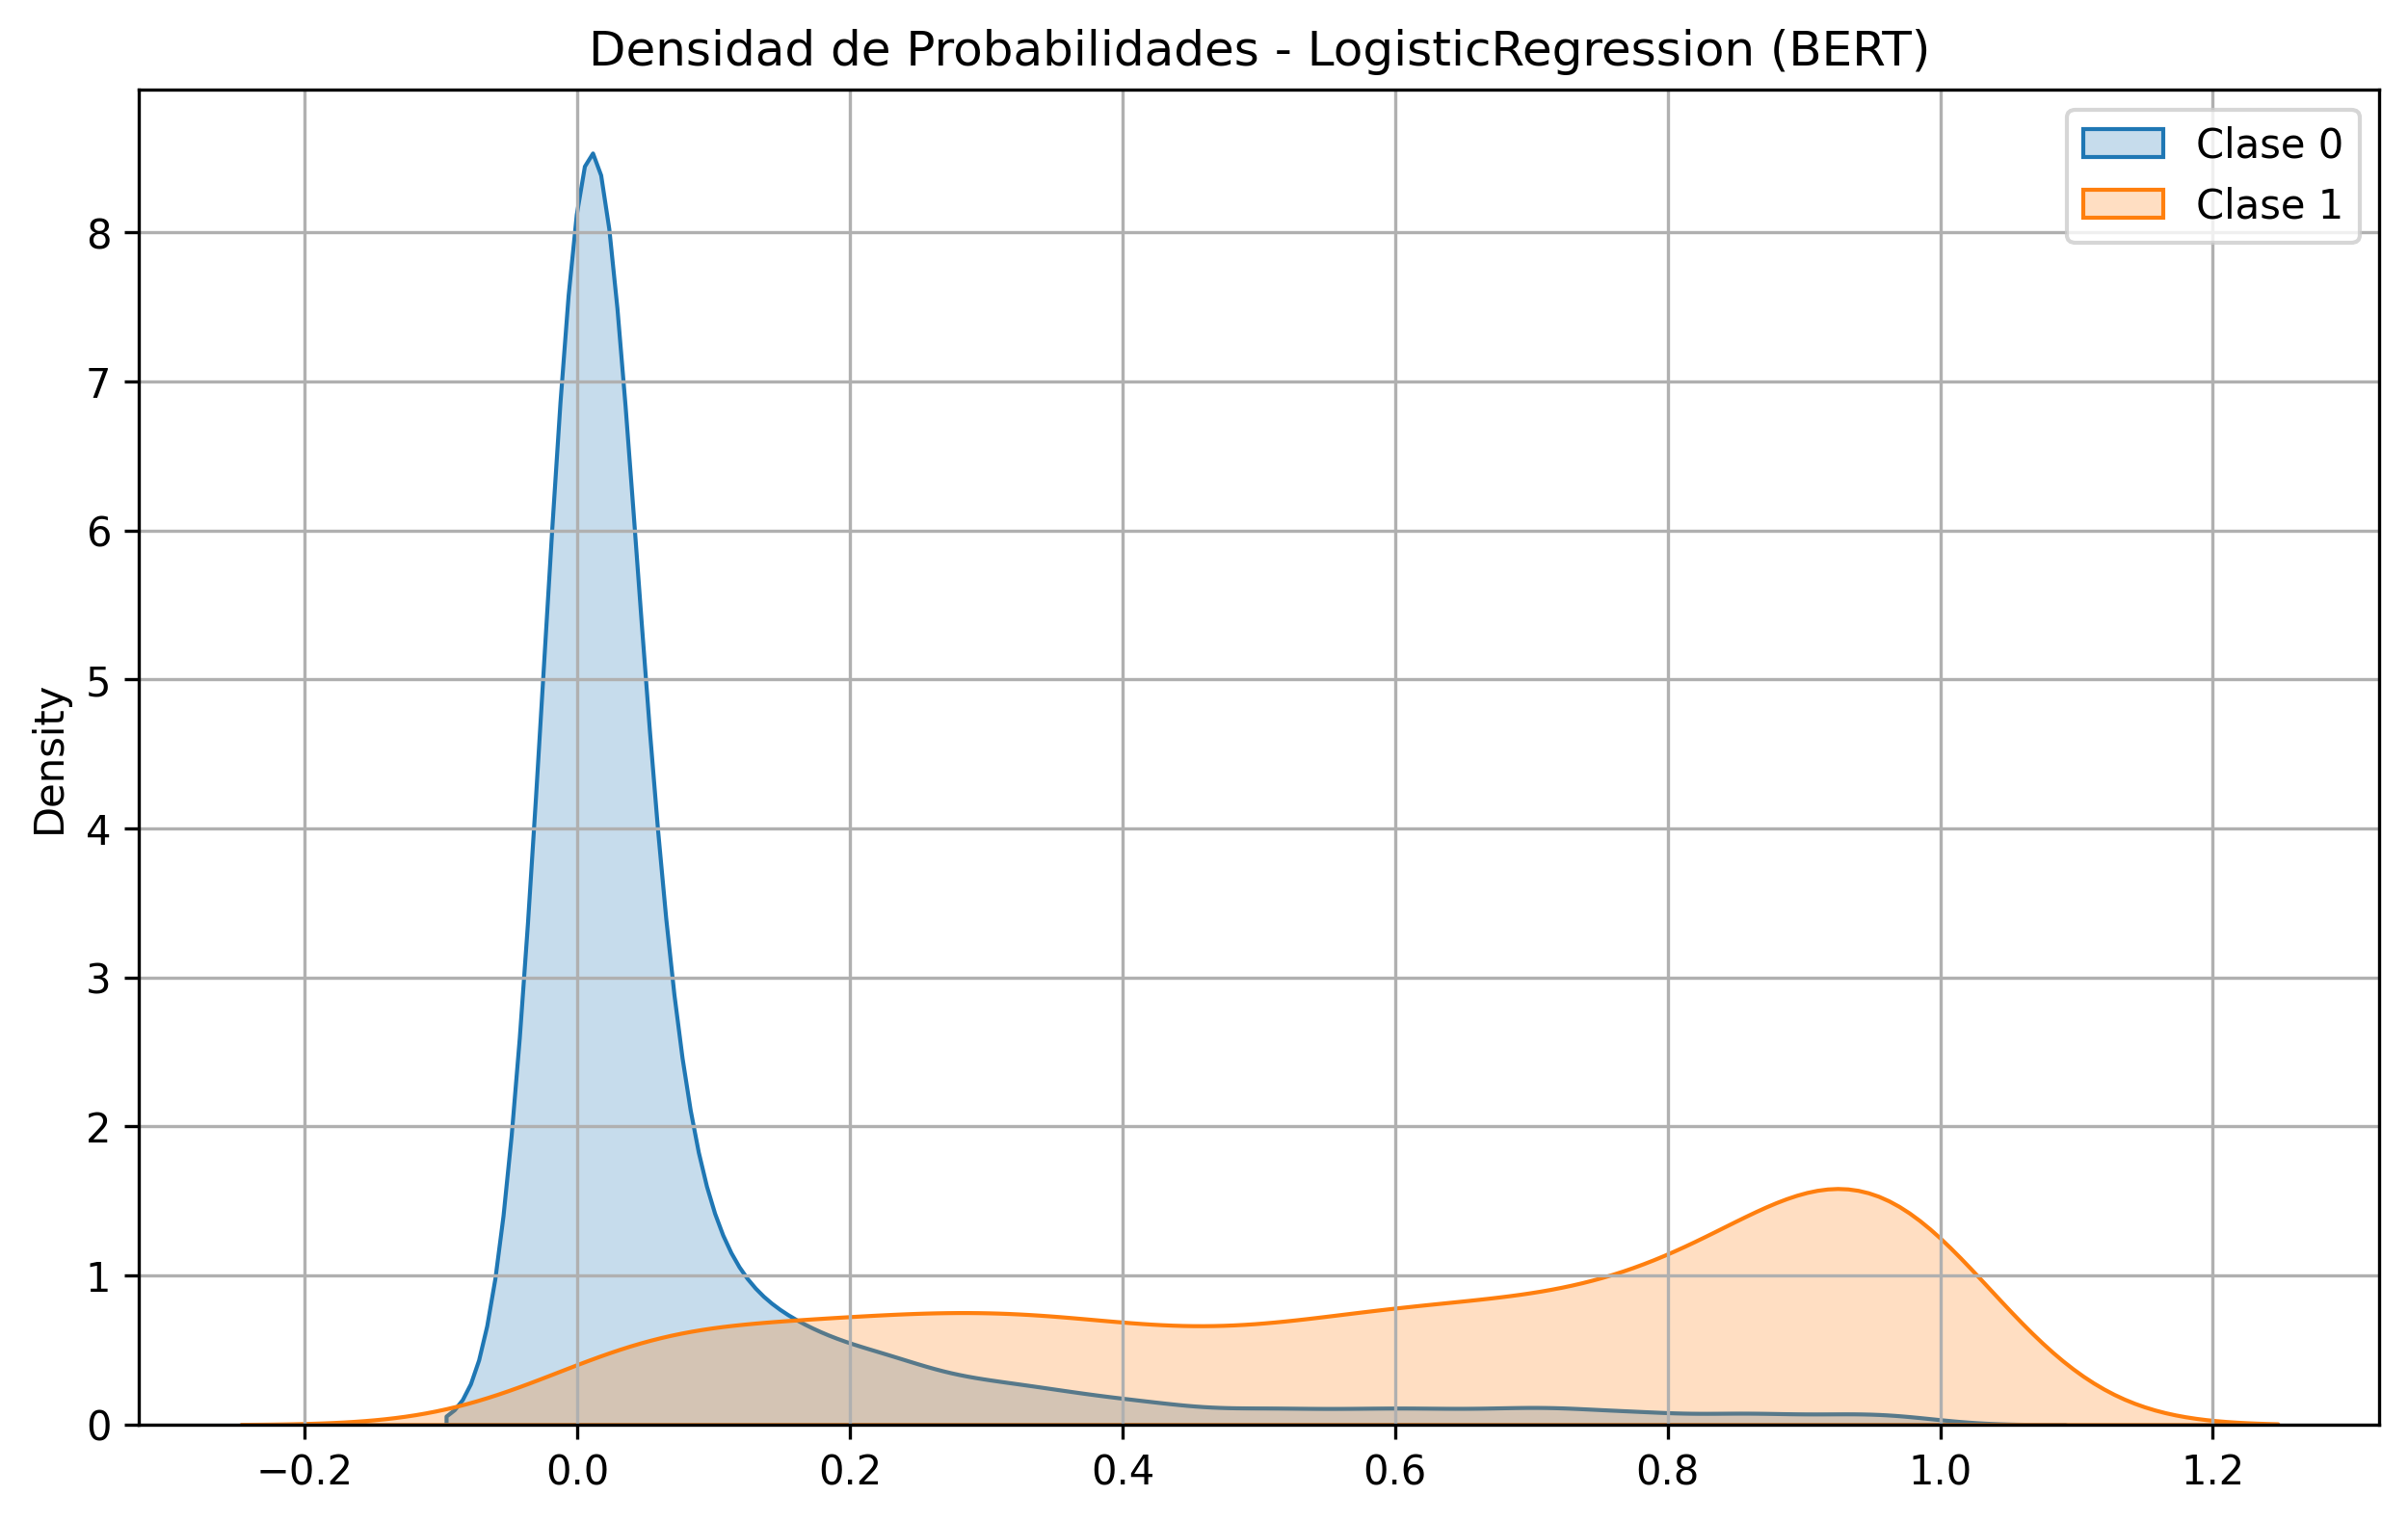 Densidad de Probabilidades - LogisticRegression (BERT)
Clase 0
Clase 1
Density
8
7
6
5
4
3
2
1
0
−0.2 0.0 0.2 0.4 0.6 0.8 1.0 1.2